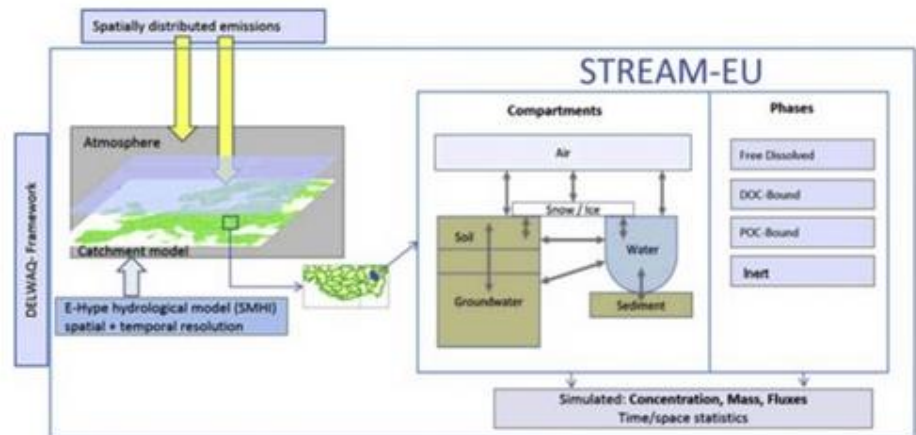 Spatially distributed emissions
STREAM-EU
DELWAQ- Framework
Atmosphere
Catchment model
E-Hype hydrological model (SMHI)
spatial + temporal resolution
Compartments
Air
Snow / Ice
Soil
Water
Groundwater
Sediment
Phases
Free Dissolved
DOC-Bound
POC-Bound
Inert
Simulated: Concentration, Mass, Fluxes
Time/space statistics